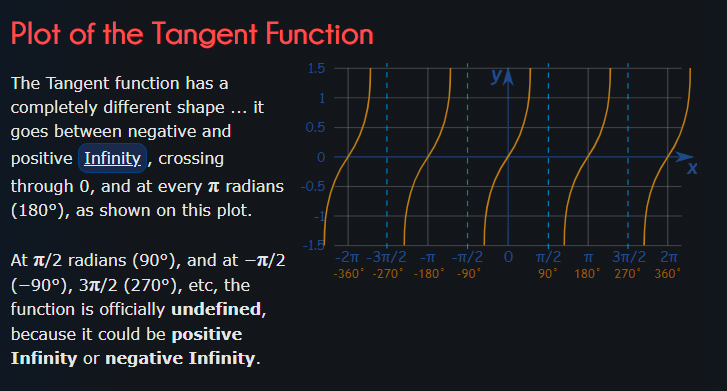 Plot of the Tangent Function
The Tangent function has a
completely different shape ... it
goes between negative and
positive Infinity , crossing
through 0, and at every π radians
(180°), as shown on this plot.
At π/2 radians (90°), and at −π/2
(−90°), 3π/2 (270°), etc, the
function is officially undefined,
because it could be positive
Infinity or negative Infinity.
y
1.5
1
0.5
0
-0.5
-1
-1.5
x
-2π -3π/2 -π -π/2 0 π/2 π 3π/2 2π
-360° -270° -180° -90° 90° 180° 270° 360°